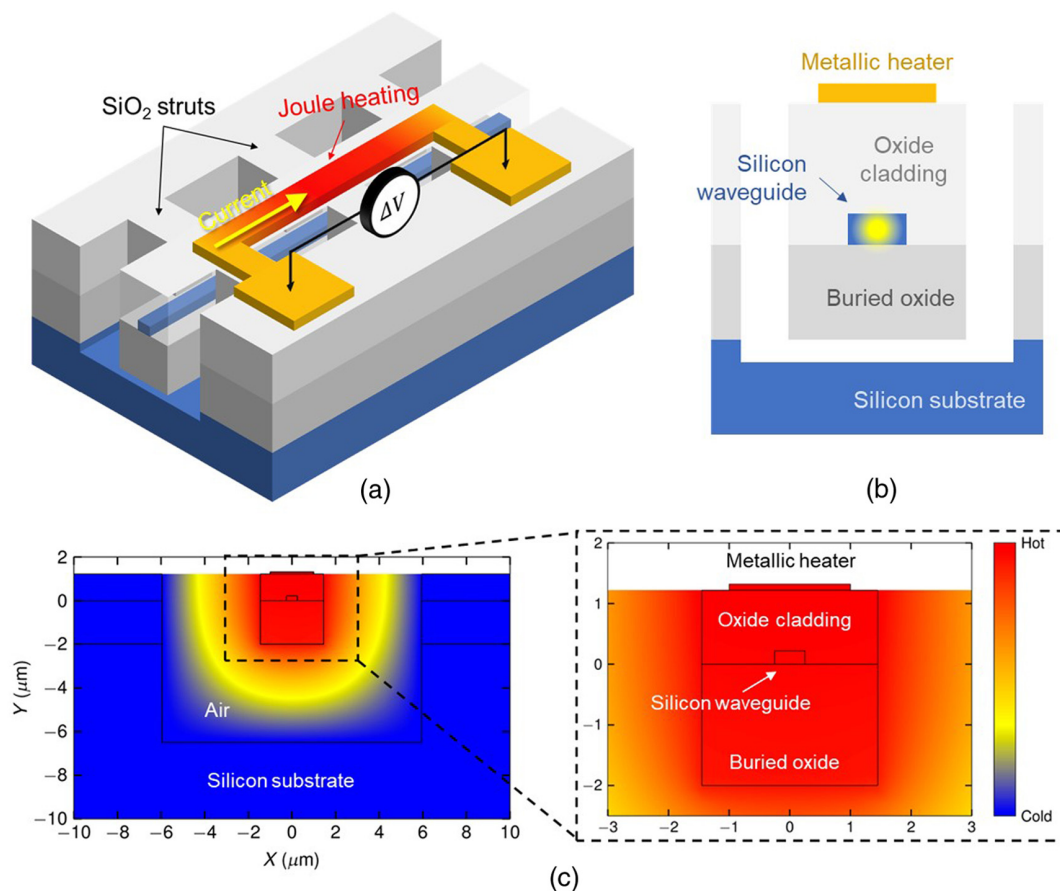 SiO₂ struts
Joule heating
Current
ΔV
(a)
Metallic heater
Oxide
cladding
Silicon
waveguide
Buried oxide
Silicon substrate
(b)
2
0
−2
−4
−6
−8
−10
Y (μm)
−10 −8 −6 −4 −2 0 2 4 6 8 10
X (μm)
Air
Silicon substrate
2
1
0
−1
−2
−3 −2 −1 0 1 2 3
Metallic heater
Oxide cladding
Silicon waveguide
Buried oxide
Hot
Cold
(c)